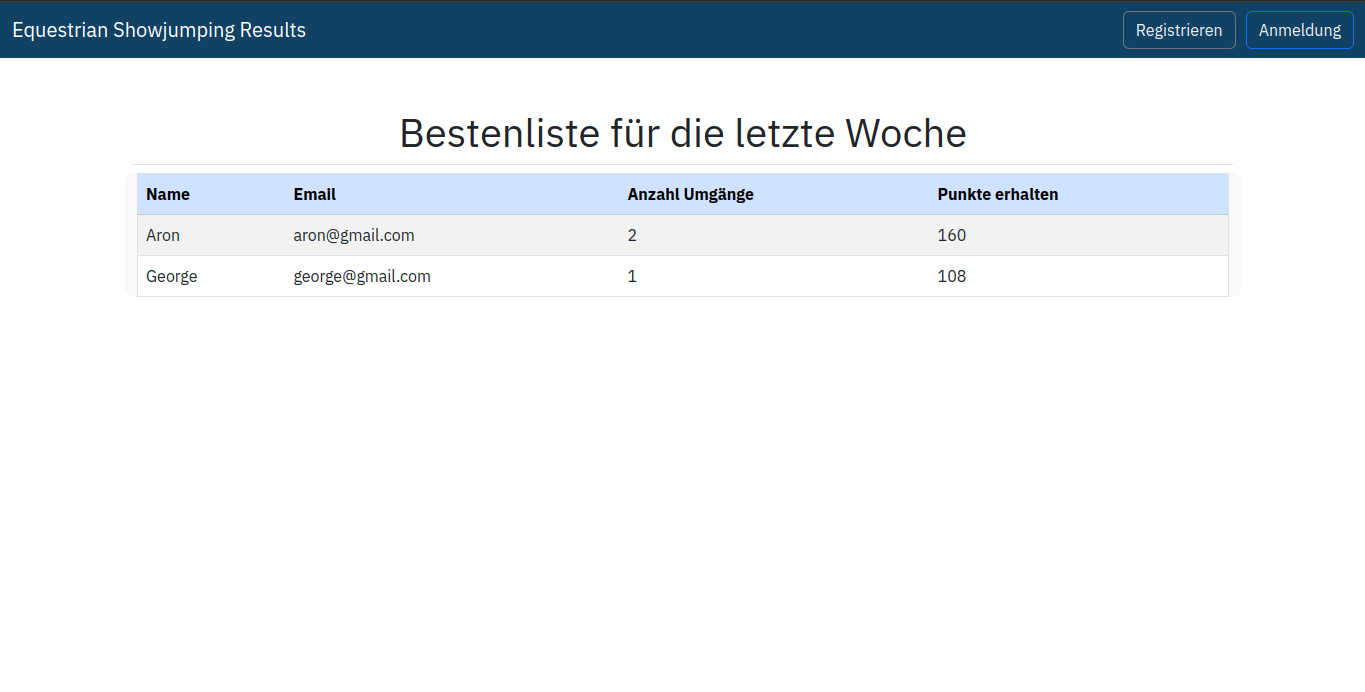 Equestrian Showjumping Results Registrieren Anmeldung
Bestenliste für die letzte Woche
Name Email Anzahl Umgänge Punkte erhalten
Aron aron@gmail.com 2 160
George george@gmail.com 1 108